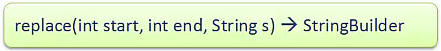 replace(int start, int end, String s) → StringBuilder